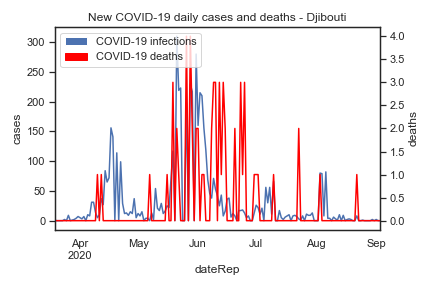 New COVID-19 daily cases and deaths - Djibouti
COVID-19 infections
COVID-19 deaths
300
250
200
150
100
50
0
cases
4.0
3.5
3.0
2.5
2.0
1.5
1.0
0.5
0.0
deaths
Apr May Jun Jul Aug Sep
2020
dateRep